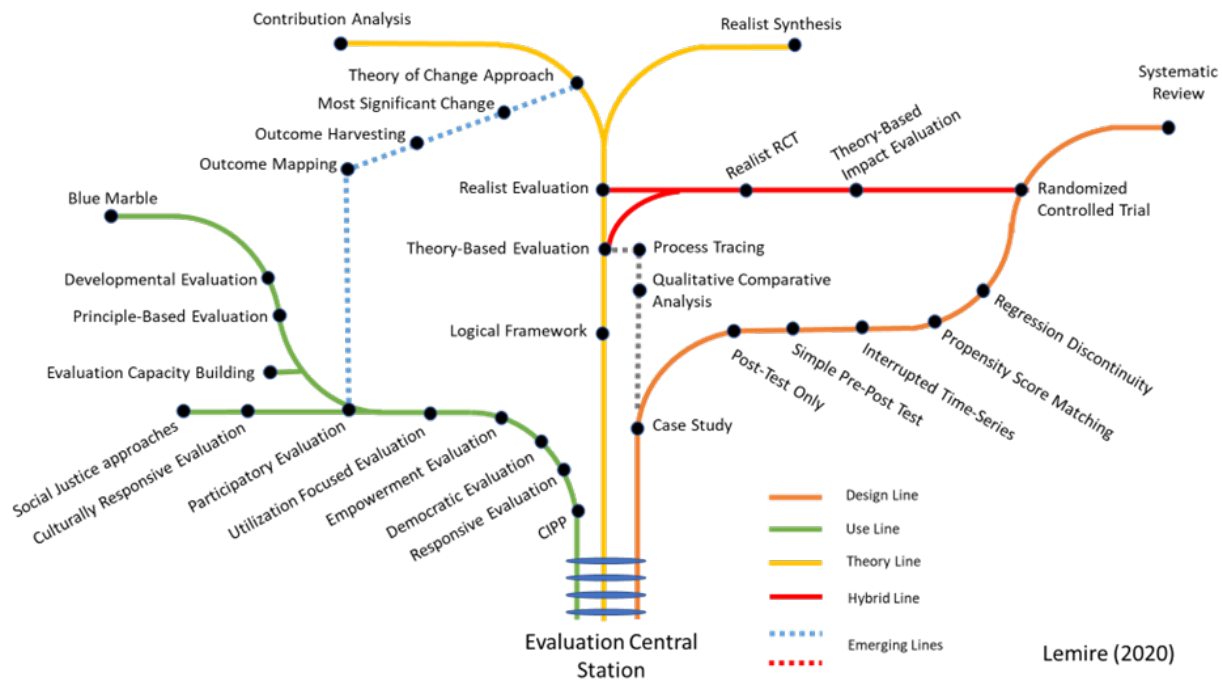 Contribution Analysis
Realist Synthesis
Theory of Change Approach
Systematic
Review
Most Significant Change
Outcome Harvesting
Outcome Mapping
Realist RCT
Theory-Based
Impact Evaluation
Blue Marble
Realist Evaluation
Randomized
Controlled Trial
Theory-Based Evaluation
Process Tracing
Developmental Evaluation
Qualitative Comparative
Analysis
Principle-Based Evaluation
Logical Framework
Regression Discontinuity
Evaluation Capacity Building
Post-Test Only
Simple Pre-Post Test
Interrupted Time-Series
Propensity Score Matching
Case Study
Social Justice approaches
Culturally Responsive Evaluation
Participatory Evaluation
Utilization Focused Evaluation
Empowerment Evaluation
Democratic Evaluation
Responsive Evaluation
CIPP
Design Line
Use Line
Theory Line
Hybrid Line
Emerging Lines
Evaluation Central
Station
Lemire (2020)